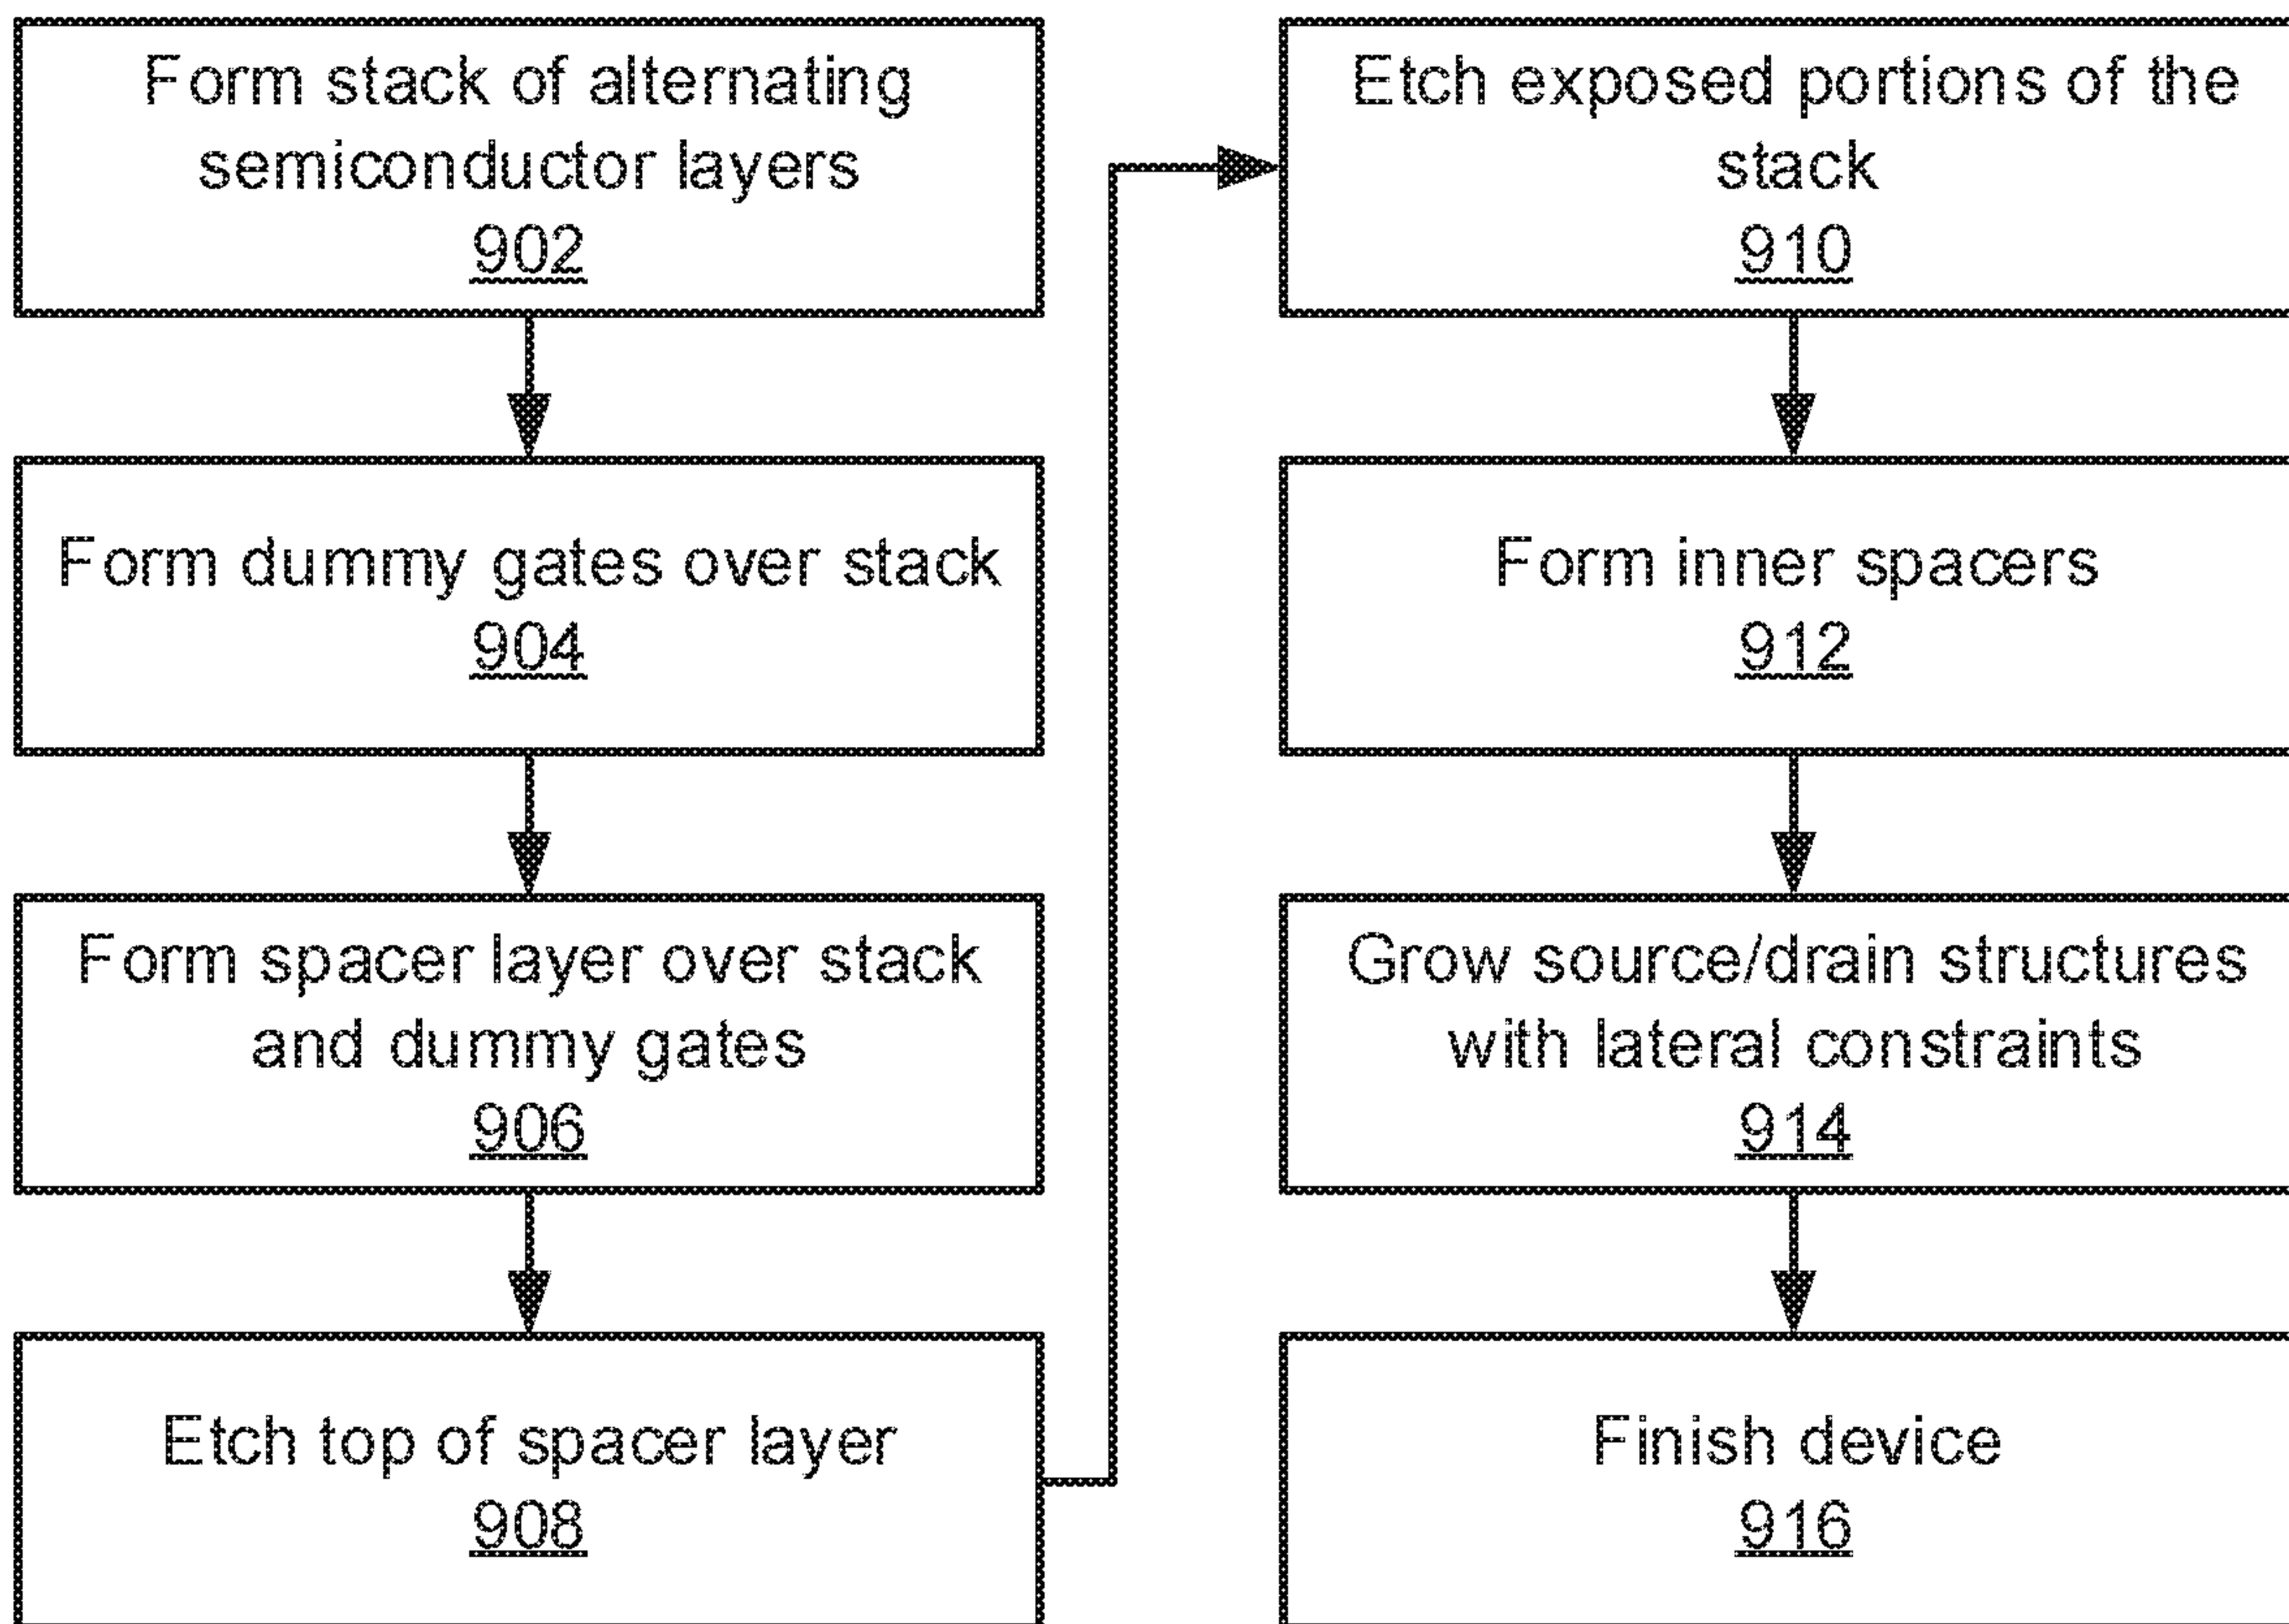 Form stack of alternating
semiconductor layers
902
Form dummy gates over stack
904
Form spacer layer over stack
and dummy gates
906
Etch top of spacer layer
908
Etch exposed portions of the
stack
910
Form inner spacers
912
Grow source/drain structures
with lateral constraints
914
Finish device
916